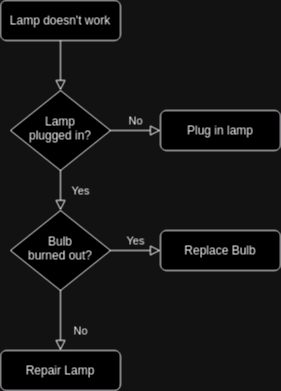 Lamp doesn't work
Lamp
plugged in?
No
Plug in lamp
Yes
Bulb
burned out?
Yes
Replace Bulb
No
Repair Lamp